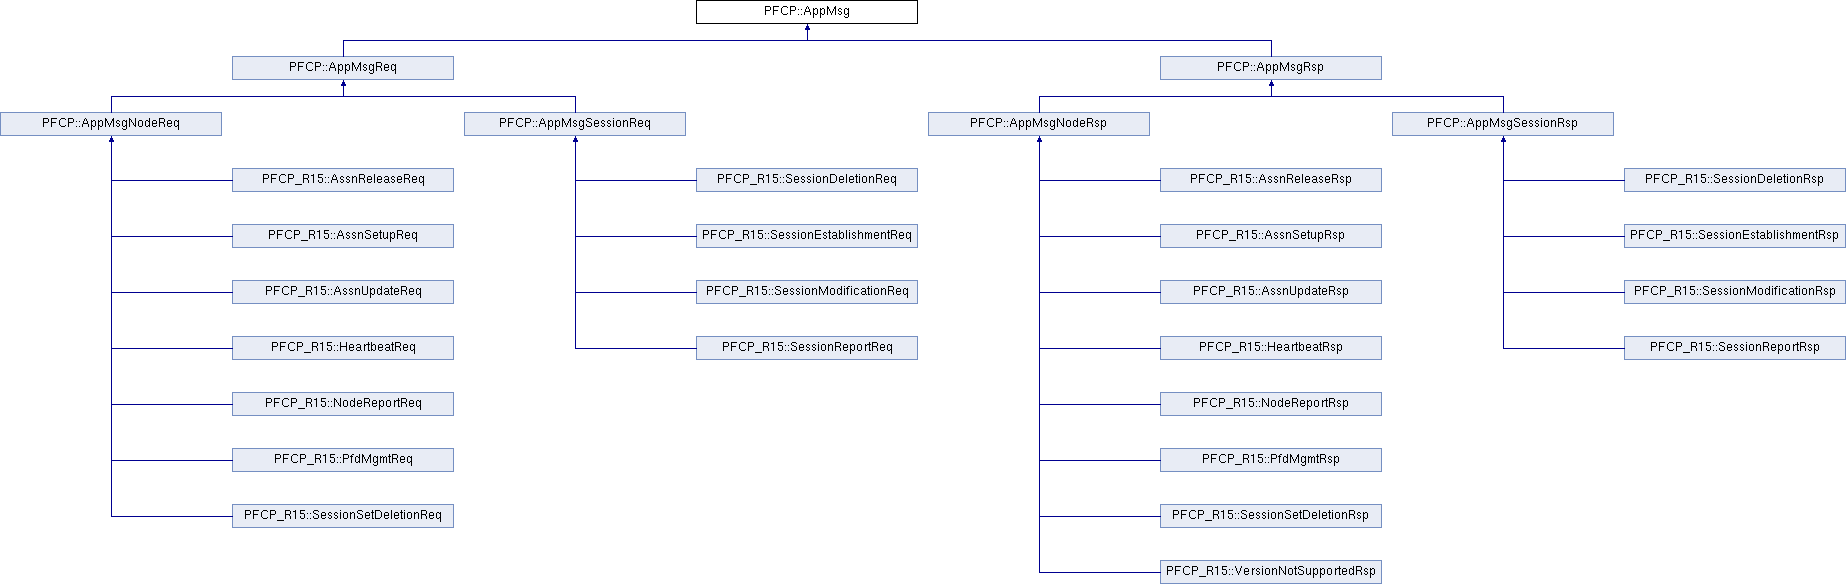 PFCP::AppMsg
PFCP::AppMsgReq
PFCP::AppMsgRsp
PFCP::AppMsgNodeReq
PFCP::AppMsgSessionReq
PFCP::AppMsgNodeRsp
PFCP::AppMsgSessionRsp
PFCP_R15::AssnReleaseReq
PFCP_R15::SessionDeletionReq
PFCP_R15::AssnReleaseRsp
PFCP_R15::SessionDeletionRsp
PFCP_R15::AssnSetupReq
PFCP_R15::SessionEstablishmentReq
PFCP_R15::AssnSetupRsp
PFCP_R15::SessionEstablishmentRsp
PFCP_R15::AssnUpdateReq
PFCP_R15::SessionModificationReq
PFCP_R15::AssnUpdateRsp
PFCP_R15::SessionModificationRsp
PFCP_R15::HeartbeatReq
PFCP_R15::SessionReportReq
PFCP_R15::HeartbeatRsp
PFCP_R15::SessionReportRsp
PFCP_R15::NodeReportReq
PFCP_R15::NodeReportRsp
PFCP_R15::PfdMgmtReq
PFCP_R15::PfdMgmtRsp
PFCP_R15::SessionSetDeletionReq
PFCP_R15::SessionSetDeletionRsp
PFCP_R15::VersionNotSupportedRsp